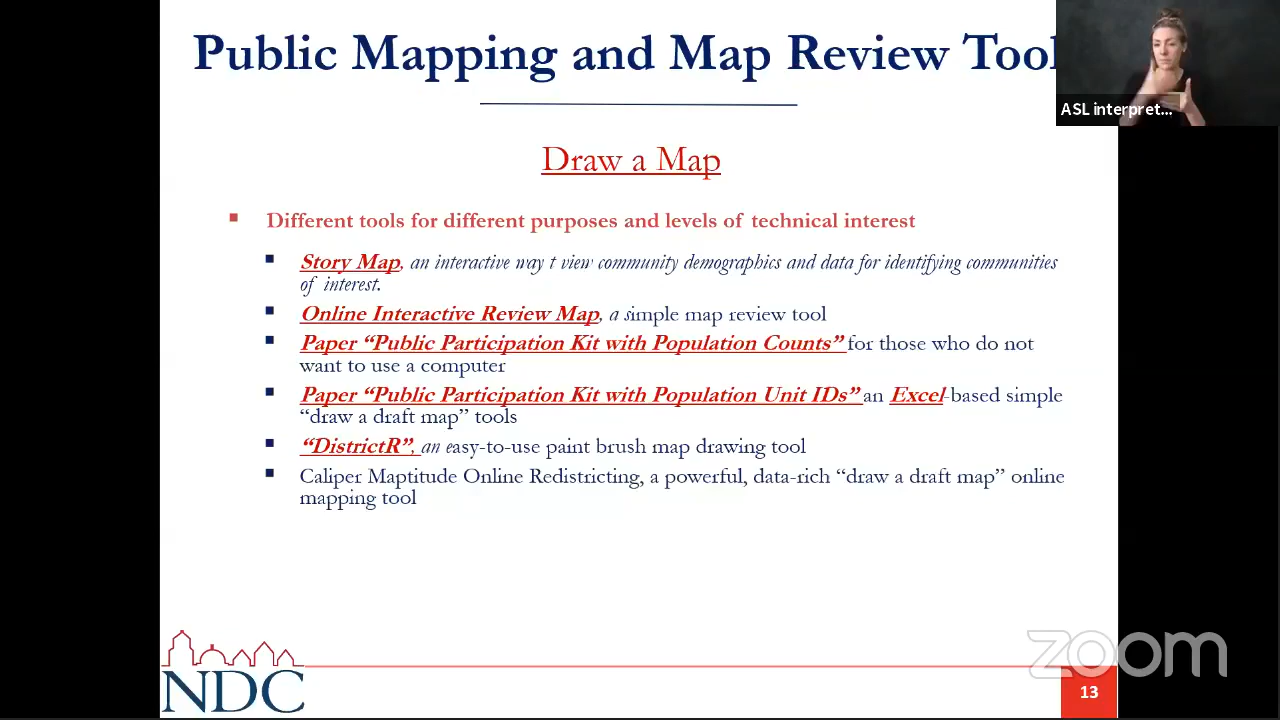 Public Mapping and Map Review Tool
ASL interpret...
Draw a Map
Different tools for different purposes and levels of technical interest
Story Map, an interactive way t view community demographics and data for identifying communities
of interest.
Online Interactive Review Map, a simple map review tool
Paper “Public Participation Kit with Population Counts” for those who do not
want to use a computer
Paper “Public Participation Kit with Population Unit IDs” an Excel-based simple
“draw a draft map” tools
“DistrictR”, an easy-to-use paint brush map drawing tool
Caliper Maptitude Online Redistricting, a powerful, data-rich “draw a draft map” online
mapping tool
zoom
NDC
13